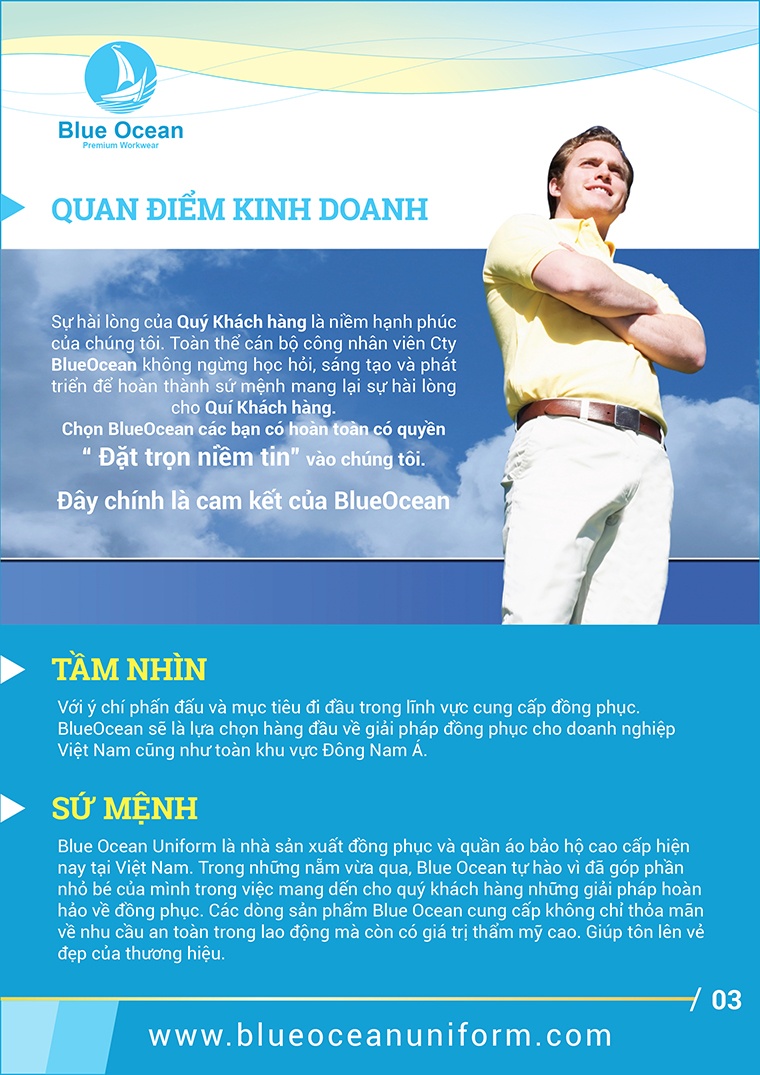 Blue Ocean
Premium Workwear
QUAN ĐIỂM KINH DOANH
Sự hài lòng của Quý Khách hàng là niềm hạnh phúc
của chúng tôi. Toàn thể cán bộ công nhân viên Cty
BlueOcean không ngừng học hỏi, sáng tạo và phát
triển để hoàn thành sứ mệnh mang lại sự hài lòng
cho Quí Khách hàng.
Chọn BlueOcean các bạn có hoàn toàn có quyền
“ Đặt trọn niềm tin” vào chúng tôi.
Đây chính là cam kết của BlueOcean
TẦM NHÌN
Với ý chí phấn đấu và mục tiêu đi đầu trong lĩnh vực cung cấp đồng phục.
BlueOcean sẽ là lựa chọn hàng đầu về giải pháp đồng phục cho doanh nghiệp
Việt Nam cũng như toàn khu vực Đông Nam Á.
SỨ MỆNH
Blue Ocean Uniform là nhà sản xuất đồng phục và quần áo bảo hộ cao cấp hiện
nay tại Việt Nam. Trong những nẵm vừa qua, Blue Ocean tự hào vì đã góp phần
nhỏ bé của mình trong việc mang dến cho quý khách hàng những giải pháp hoàn
hảo về đồng phục. Các dòng sản phẩm Blue Ocean cung cấp không chỉ thỏa mãn
về nhu cầu an toàn trong lao động mà còn có giá trị thẩm mỹ cao. Giúp tôn lên vẻ
đẹp của thương hiệu.
/ 03
www.blueoceanuniform.com